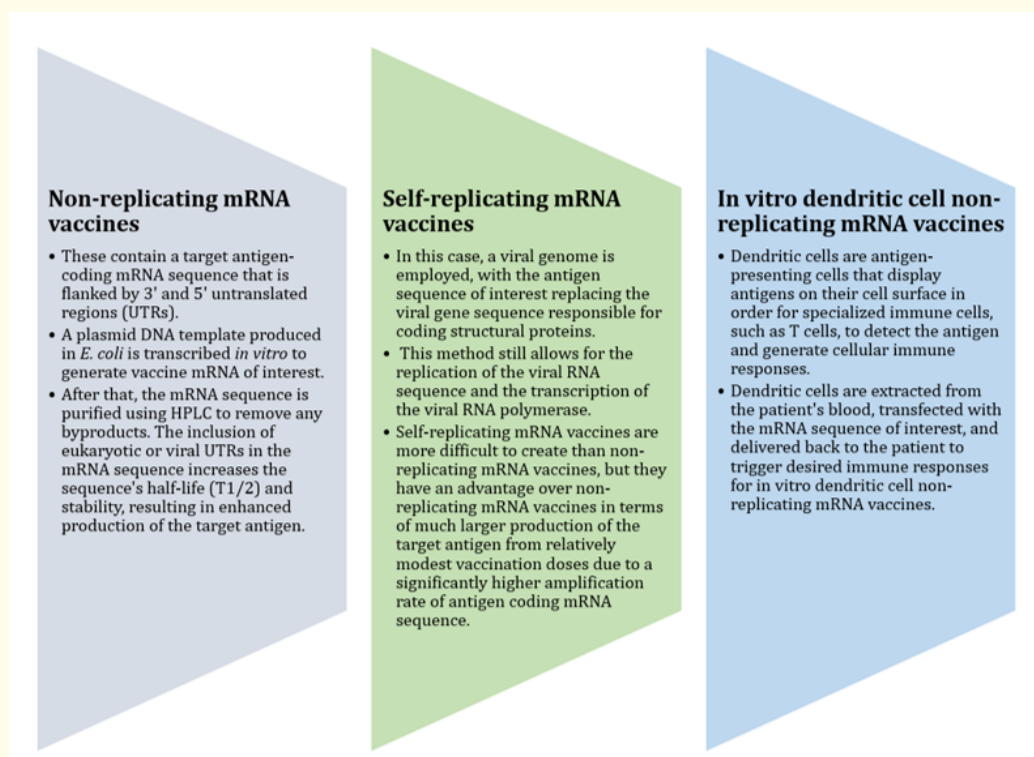 Non-replicating mRNA
vaccines
• These contain a target antigen-
coding mRNA sequence that is
flanked by 3' and 5' untranslated
regions (UTRs).
• A plasmid DNA template produced
in E. coli is transcribed in vitro to
generate vaccine mRNA of interest.
• After that, the mRNA sequence is
purified using HPLC to remove any
byproducts. The inclusion of
eukaryotic or viral UTRs in the
mRNA sequence increases the
sequence's half-life (T1/2) and
stability, resulting in enhanced
production of the target antigen.
Self-replicating mRNA
vaccines
• In this case, a viral genome is
employed, with the antigen
sequence of interest replacing the
viral gene sequence responsible for
coding structural proteins.
• This method still allows for the
replication of the viral RNA
sequence and the transcription of
the viral RNA polymerase.
• Self-replicating mRNA vaccines are
more difficult to create than non-
replicating mRNA vaccines, but they
have an advantage over non-
replicating mRNA vaccines in terms
of much larger production of the
target antigen from relatively
modest vaccination doses due to a
significantly higher amplification
rate of antigen coding mRNA
sequence.
In vitro dendritic cell non-
replicating mRNA vaccines
• Dendritic cells are antigen-
presenting cells that display
antigens on their cell surface in
order for specialized immune cells,
such as T cells, to detect the antigen
and generate cellular immune
responses.
• Dendritic cells are extracted from
the patient's blood, transfected with
the mRNA sequence of interest, and
delivered back to the patient to
trigger desired immune responses
for in vitro dendritic cell non-
replicating mRNA vaccines.